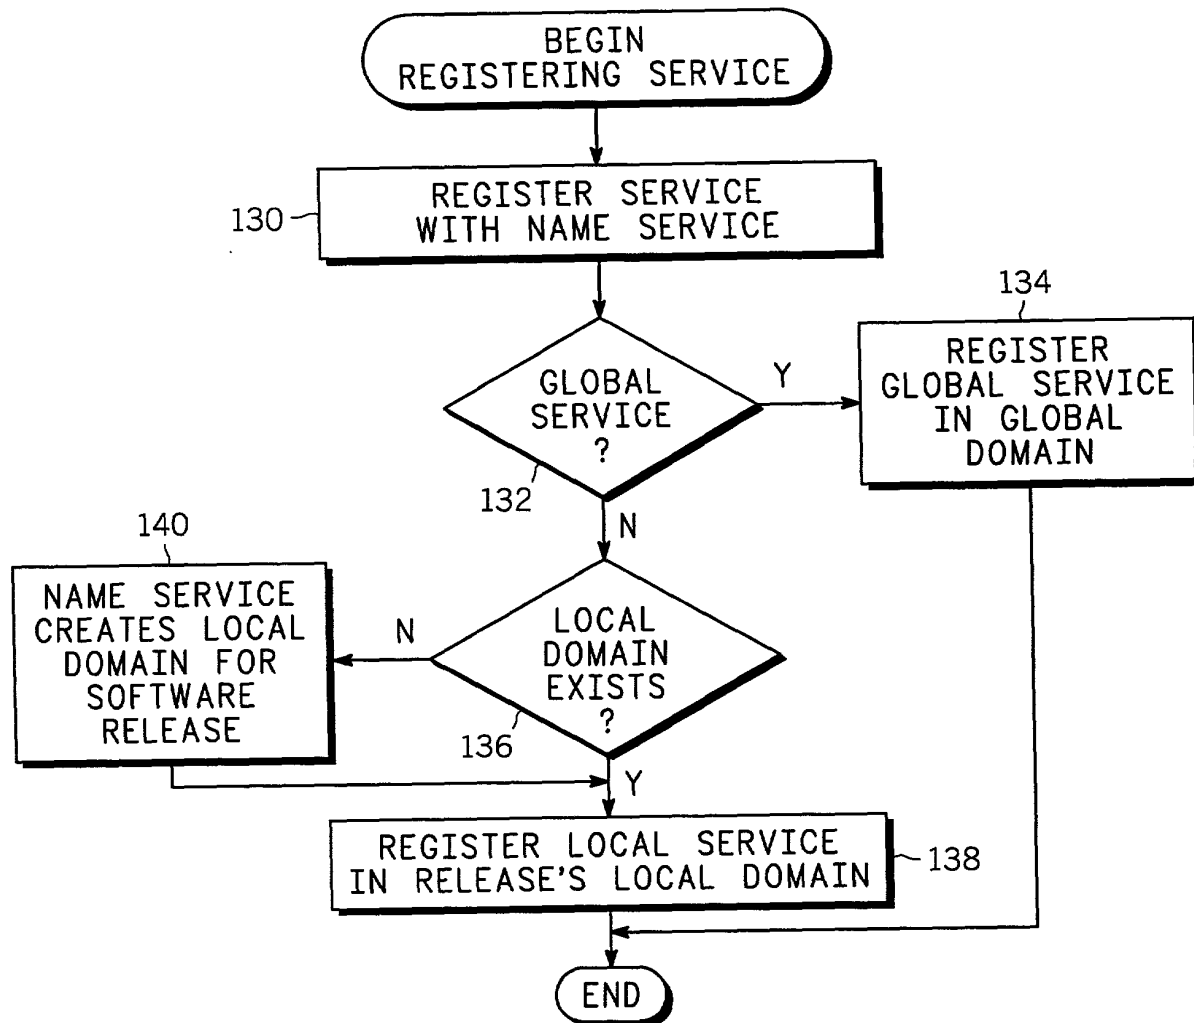 BEGIN
REGISTERING SERVICE
130
REGISTER SERVICE
WITH NAME SERVICE
134
REGISTER
GLOBAL SERVICE
IN GLOBAL
DOMAIN
Y
GLOBAL
SERVICE
?
132
N
140
NAME SERVICE
CREATES LOCAL
DOMAIN FOR
SOFTWARE
RELEASE
N
LOCAL
DOMAIN
EXISTS
?
136
Y
REGISTER LOCAL SERVICE
IN RELEASE'S LOCAL DOMAIN
138
END